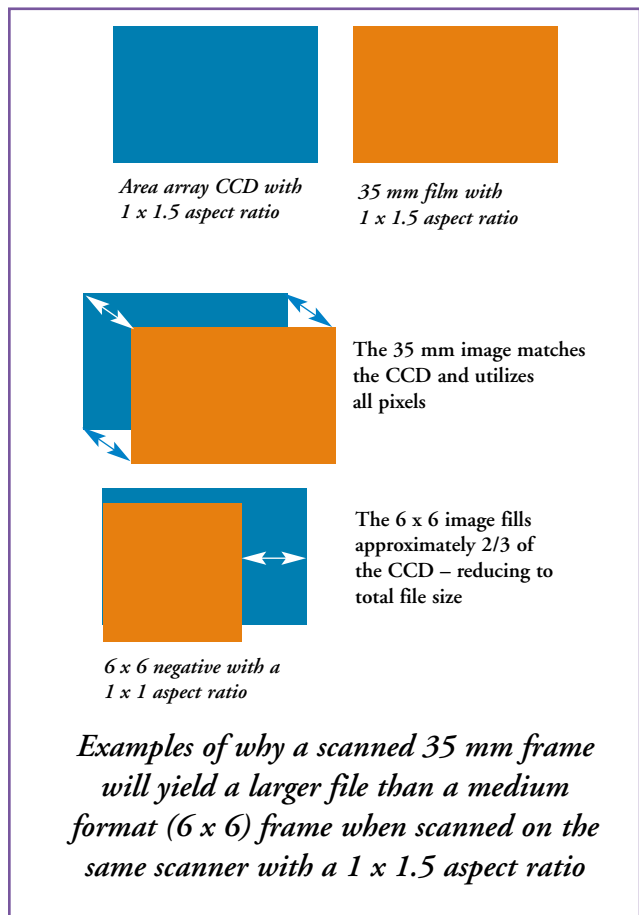 Area array CCD with
1 x 1.5 aspect ratio
35 mm film with
1 x 1.5 aspect ratio
The 35 mm image matches
the CCD and utilizes
all pixels
The 6 x 6 image fills
approximately 2/3 of
the CCD – reducing to
total file size
6 x 6 negative with a
1 x 1 aspect ratio
Examples of why a scanned 35 mm frame
will yield a larger file than a medium
format (6 x 6) frame when scanned on the
same scanner with a 1 x 1.5 aspect ratio